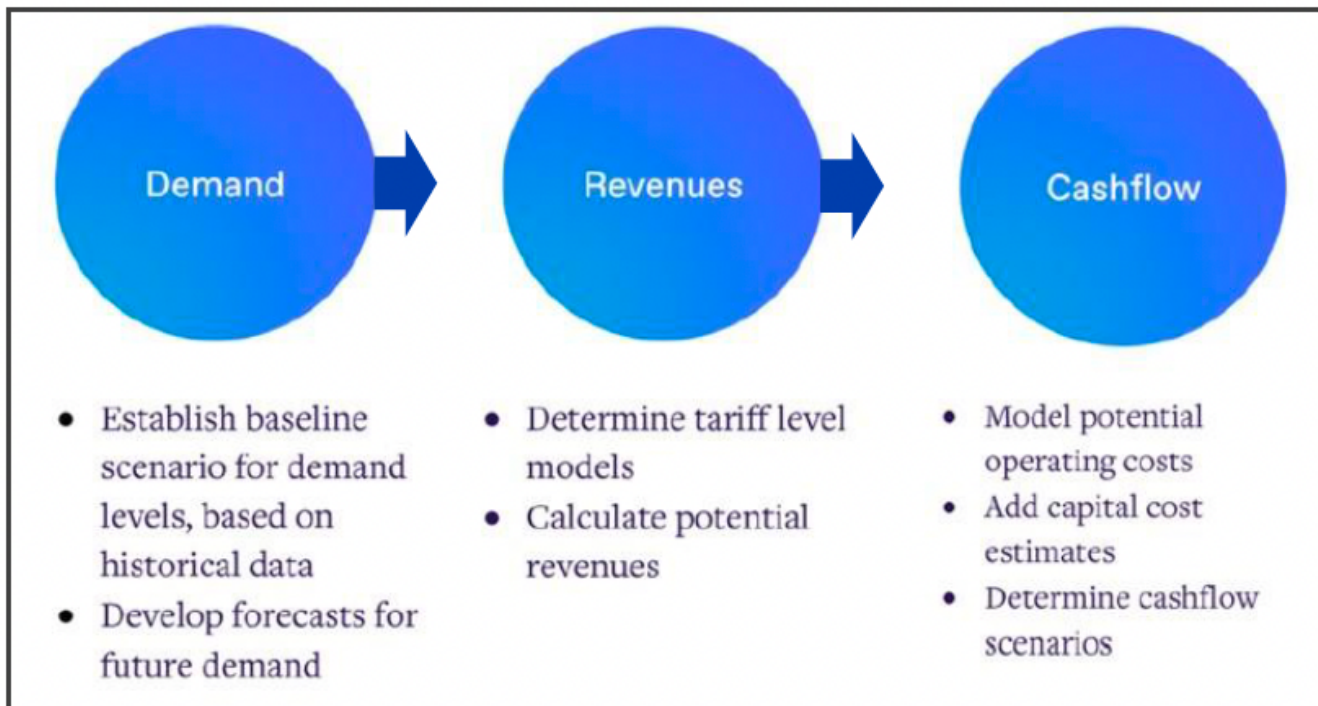 Demand
Revenues
Cashflow
• Establish baseline
scenario for demand
levels, based on
historical data
• Develop forecasts for
future demand
• Determine tariff level
models
• Calculate potential
revenues
• Model potential
operating costs
• Add capital cost
estimates
• Determine cashflow
scenarios